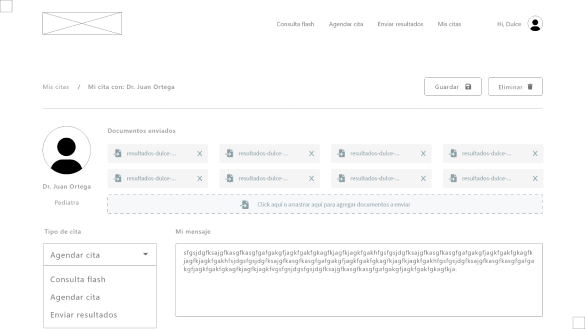 Consulta flash Agendar cita Enviar resultados Mis citas Hi, Dulce
Mis citas / Mi cita con: Dr. Juan Ortega Guardar Eliminar
Documentos enviados
resultados-dulce-... X resultados-dulce-... X resultados-dulce-... X resultados-dulce-... X
resultados-dulce-... X resultados-dulce-... X resultados-dulce-... X resultados-dulce-... X
Dr. Juan Ortega
Pediatra
Click aquí o arrastrar aquí para agregar documentos a enviar
Tipo de cita Mi mensaje
Agendar cita
Consulta flash
Agendar cita
Enviar resultados